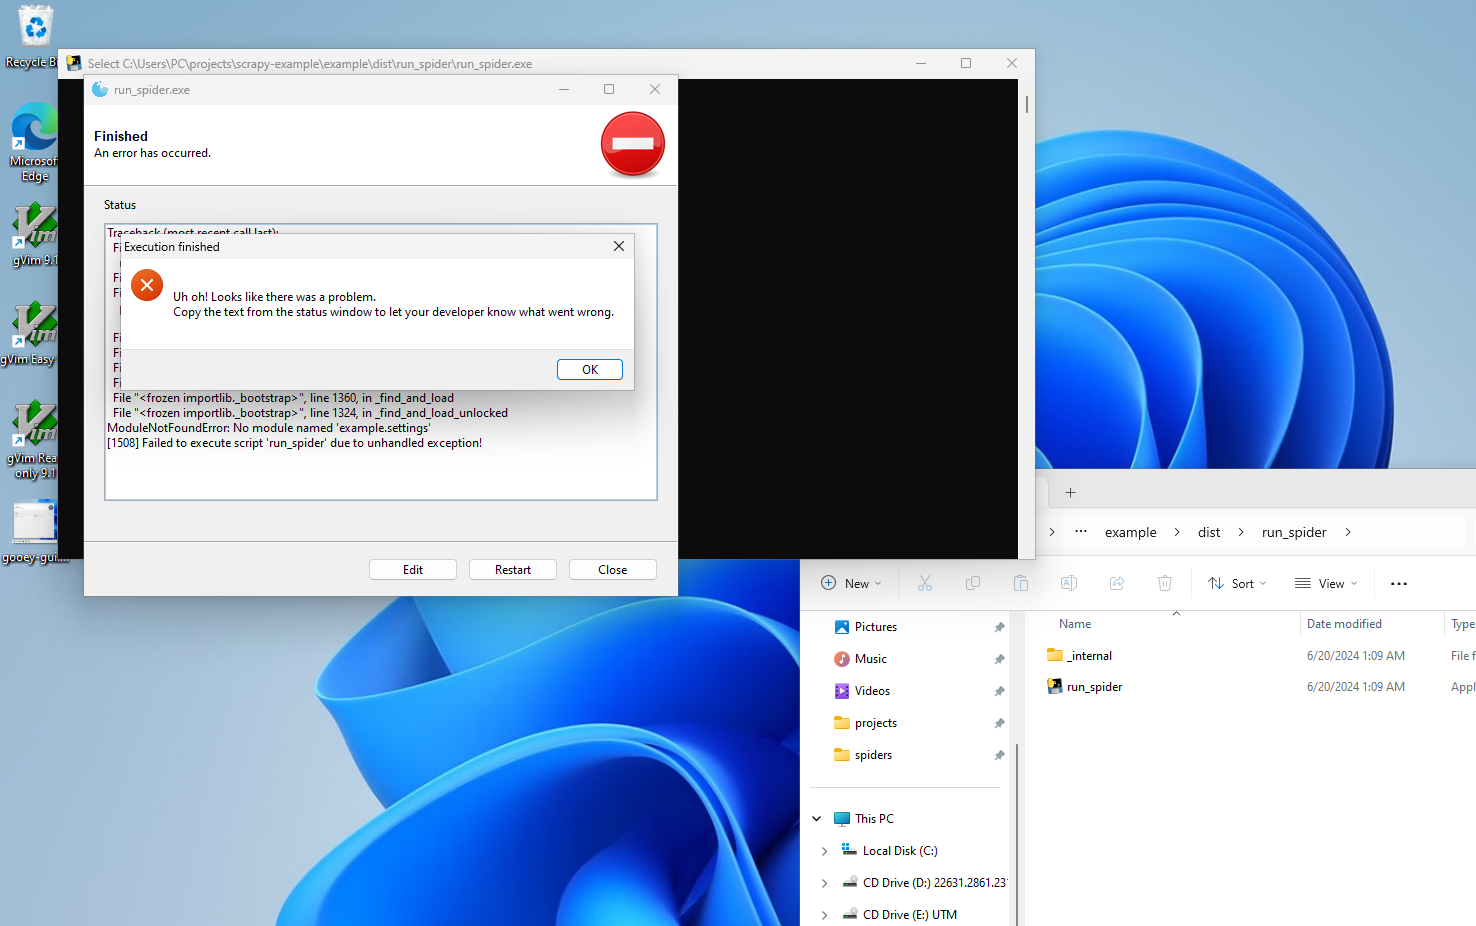 Recycle B
Microsof
Edge
gVim 9.1
gVim Easy
gVim Rea
only 9.1
gooey-gui...
Select C:\Users\PC\projects\scrapy-example\example\dist\run_spider\run_spider.exe
run_spider.exe
Finished
An error has occurred.
Status
Traceback (most recent call last):
Execution finished
Uh oh! Looks like there was a problem.
Copy the text from the status window to let your developer know what went wrong.
OK
File "<frozen importlib._bootstrap>", line 1360, in _find_and_load
File "<frozen importlib._bootstrap>", line 1324, in _find_and_load_unlocked
ModuleNotFoundError: No module named 'example.settings'
[1508] Failed to execute script 'run_spider' due to unhandled exception!
Edit Restart Close
example dist run_spider
New Sort View
Pictures
Music
Videos
projects
spiders
This PC
Local Disk (C:)
CD Drive (D:) 22631.2861.231
CD Drive (E:) UTM
Name Date modified Type
_internal 6/20/2024 1:09 AM File f
run_spider 6/20/2024 1:09 AM Appl